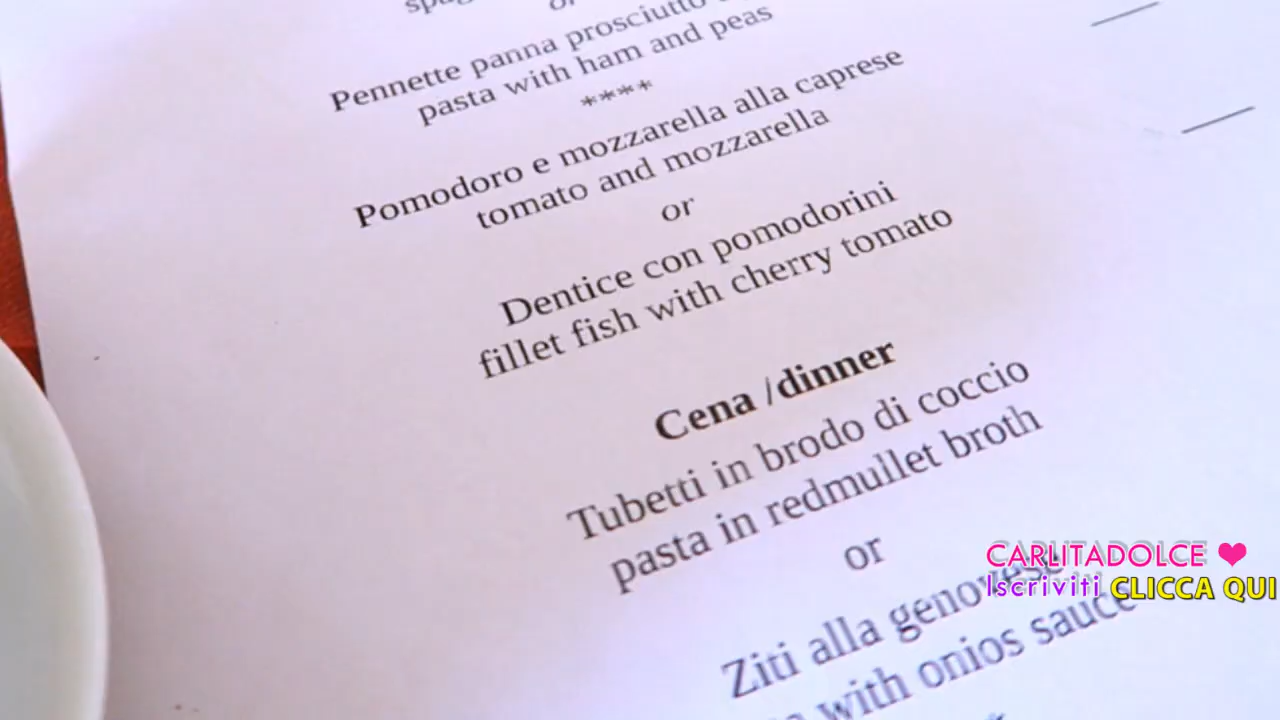 or
Pennette panna prosciutto
pasta with ham and peas
****
Pomodoro e mozzarella alla caprese
tomato and mozzarella
or
Dentice con pomodorini
fillet fish with cherry tomato
Cena /dinner
Tubetti in brodo di coccio
pasta in redmullet broth
or
Ziti alla genovese
with onios sauce
CARLITADOLCE ♥
Iscriviti CLICCA QUI